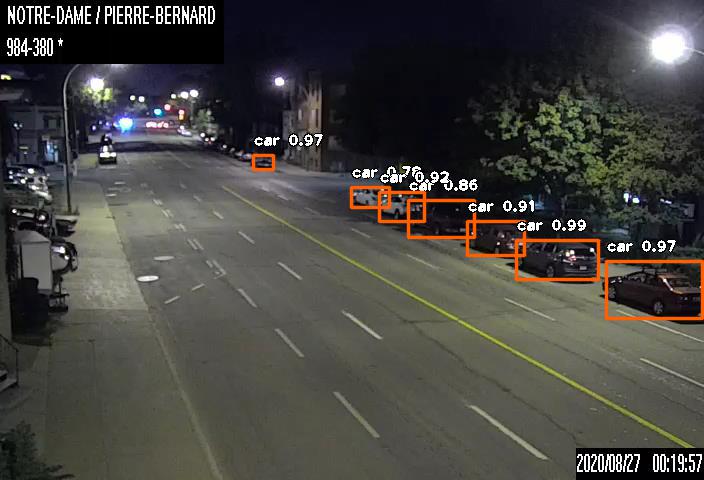 NOTRE-DAME / PIERRE-BERNARD
984-380 *
car 0.97
car 0.78
car 0.92
car 0.86
car 0.91
car 0.99
car 0.97
2020/08/27 00:19:57